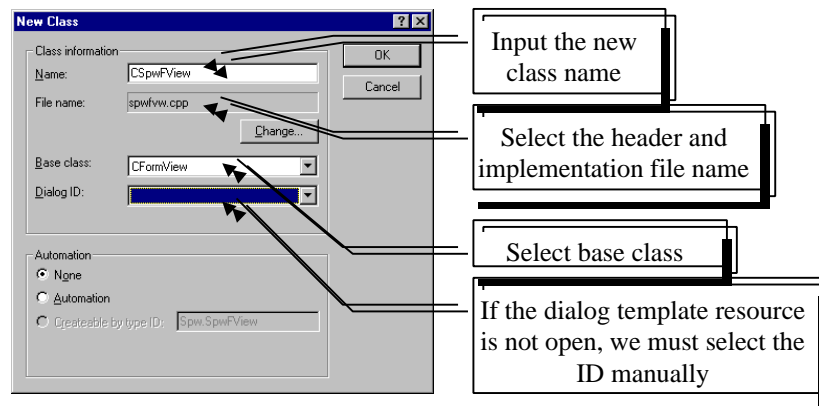 New Class
Class information
Name: CSpwFView
File name: spwfvw.cpp
Change...
Base class: CFormView
Dialog ID:
OK
Cancel
Automation
None
Automation
Createable by type ID: Spw.SpwFView
Input the new
class name
Select the header and
implementation file name
Select base class
If the dialog template resource
is not open, we must select the
ID manually